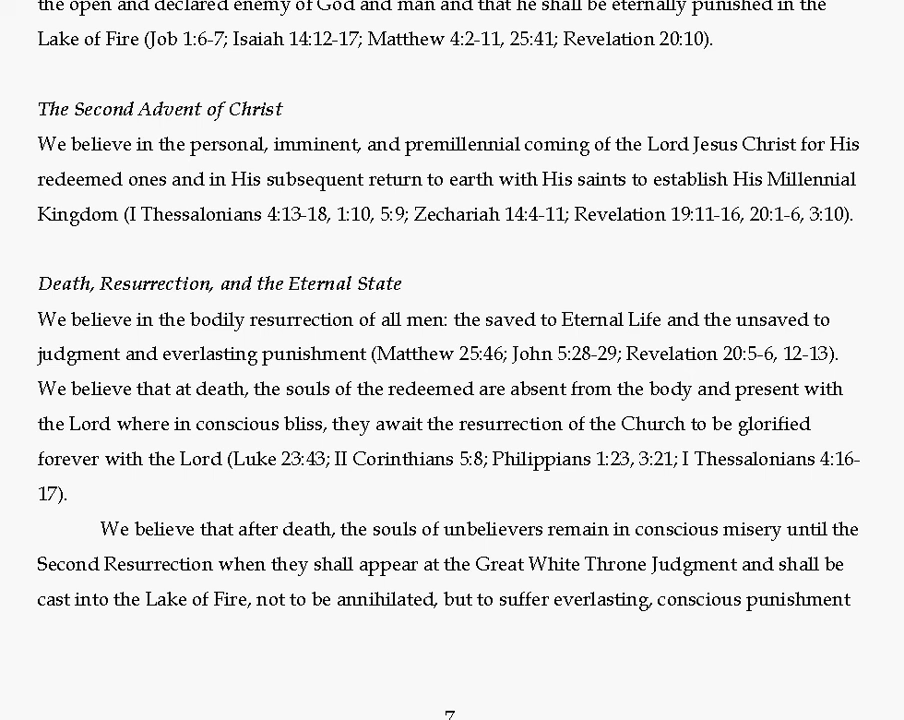 the open and declared enemy of God and man and that he shall be eternally punished in the
Lake of Fire (Job 1:6-7; Isaiah 14:12-17; Matthew 4:2-11, 25:41; Revelation 20:10).
The Second Advent of Christ
We believe in the personal, imminent, and premillennial coming of the Lord Jesus Christ for His
redeemed ones and in His subsequent return to earth with His saints to establish His Millennial
Kingdom (I Thessalonians 4:13-18, 1:10, 5:9; Zechariah 14:4-11; Revelation 19:11-16, 20:1-6, 3:10).
Death, Resurrection, and the Eternal State
We believe in the bodily resurrection of all men: the saved to Eternal Life and the unsaved to
judgment and everlasting punishment (Matthew 25:46; John 5:28-29; Revelation 20:5-6, 12-13).
We believe that at death, the souls of the redeemed are absent from the body and present with
the Lord where in conscious bliss, they await the resurrection of the Church to be glorified
forever with the Lord (Luke 23:43; II Corinthians 5:8; Philippians 1:23, 3:21; I Thessalonians 4:16-
17).
We believe that after death, the souls of unbelievers remain in conscious misery until the
Second Resurrection when they shall appear at the Great White Throne Judgment and shall be
cast into the Lake of Fire, not to be annihilated, but to suffer everlasting, conscious punishment
7